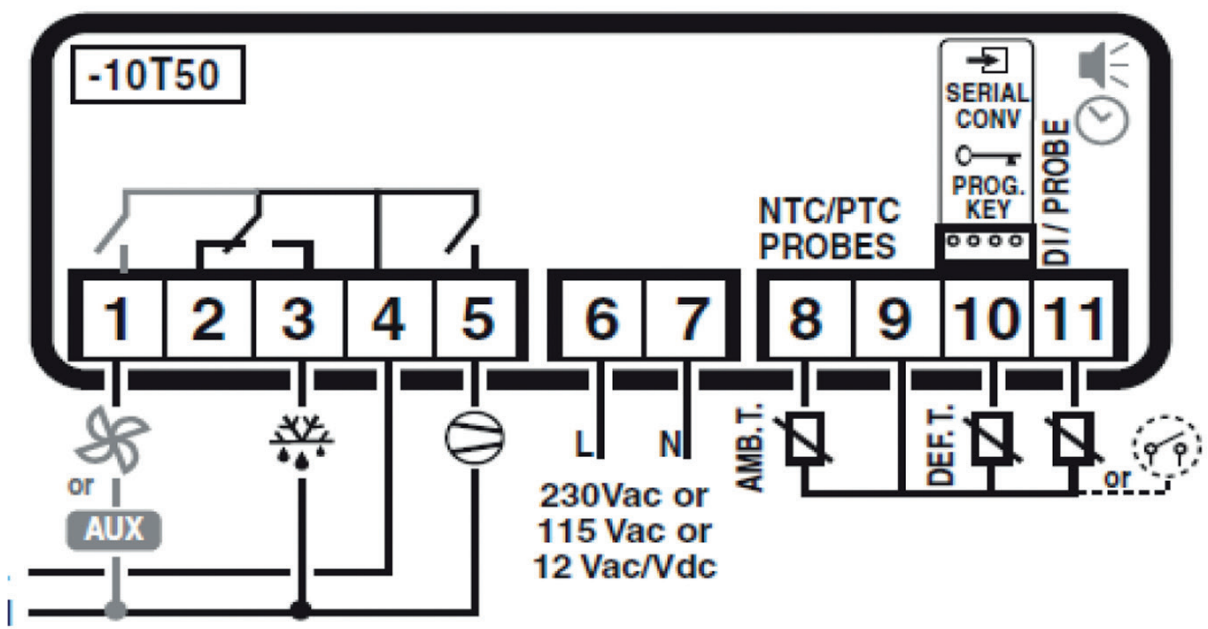 -10T50
SERIAL
CONV
PROG.
KEY
DI / PROBE
NTC/PTC
PROBES
1
2
3
4
5
6
7
8
9
10
11
L
N
AMB.T.
DEF.T.
or
or
AUX
230Vac or
115 Vac or
12 Vac/Vdc